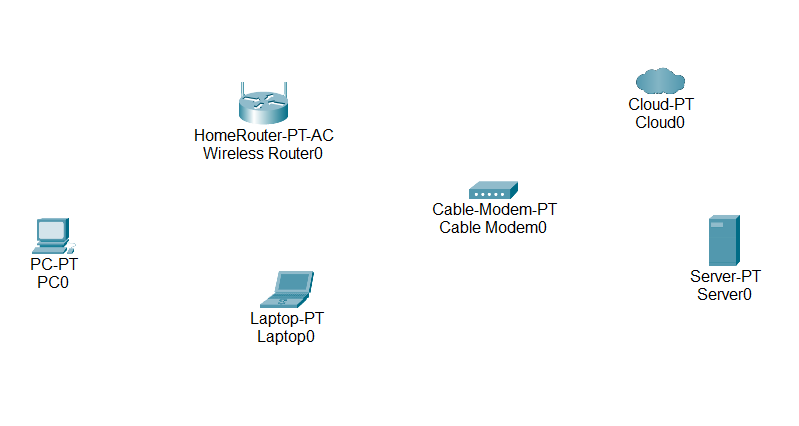 Cloud-PT
Cloud0
HomeRouter-PT-AC
Wireless Router0
Cable-Modem-PT
Cable Modem0
PC-PT
PC0
Server-PT
Server0
Laptop-PT
Laptop0